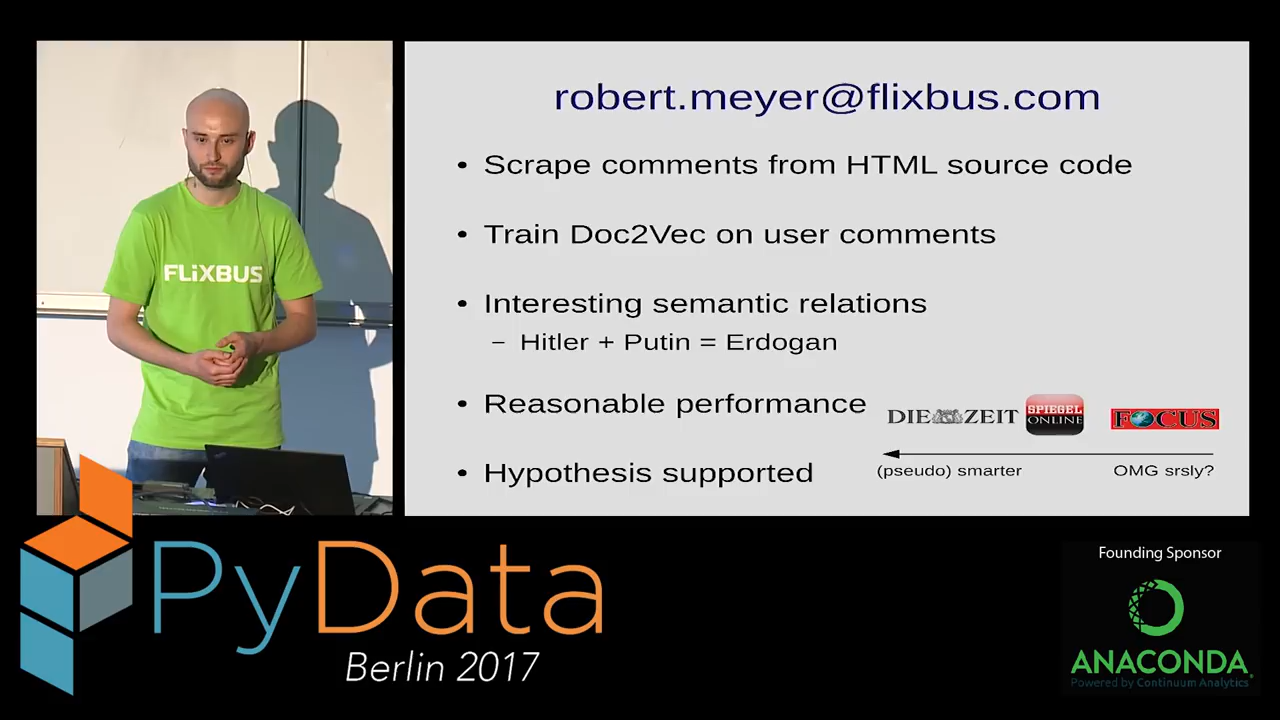 robert.meyer@flixbus.com
• Scrape comments from HTML source code
• Train Doc2Vec on user comments
• Interesting semantic relations
– Hitler + Putin = Erdogan
• Reasonable performance
DIE ZEIT
SPIEGEL
ONLINE
FOCUS
• Hypothesis supported
(pseudo) smarter
OMG srsly?
FLiXBUS
PyData
Berlin 2017
Founding Sponsor
ANACONDA
Powered by Continuum Analytics